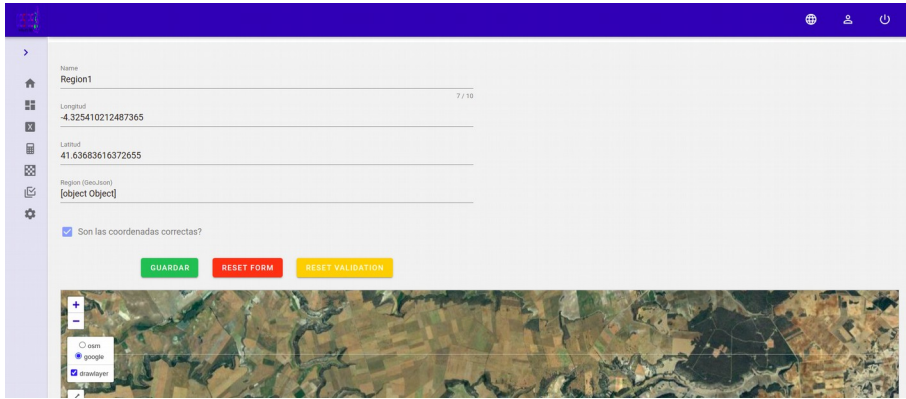 Name
Region1
7 / 10
Longitud
-4.325410212487365
Latitud
41.63683616372655
Region (GeoJson)
[object Object]
Son las coordenadas correctas?
GUARDAR RESET FORM RESET VALIDATION
+
−
osm
google
drawlayer